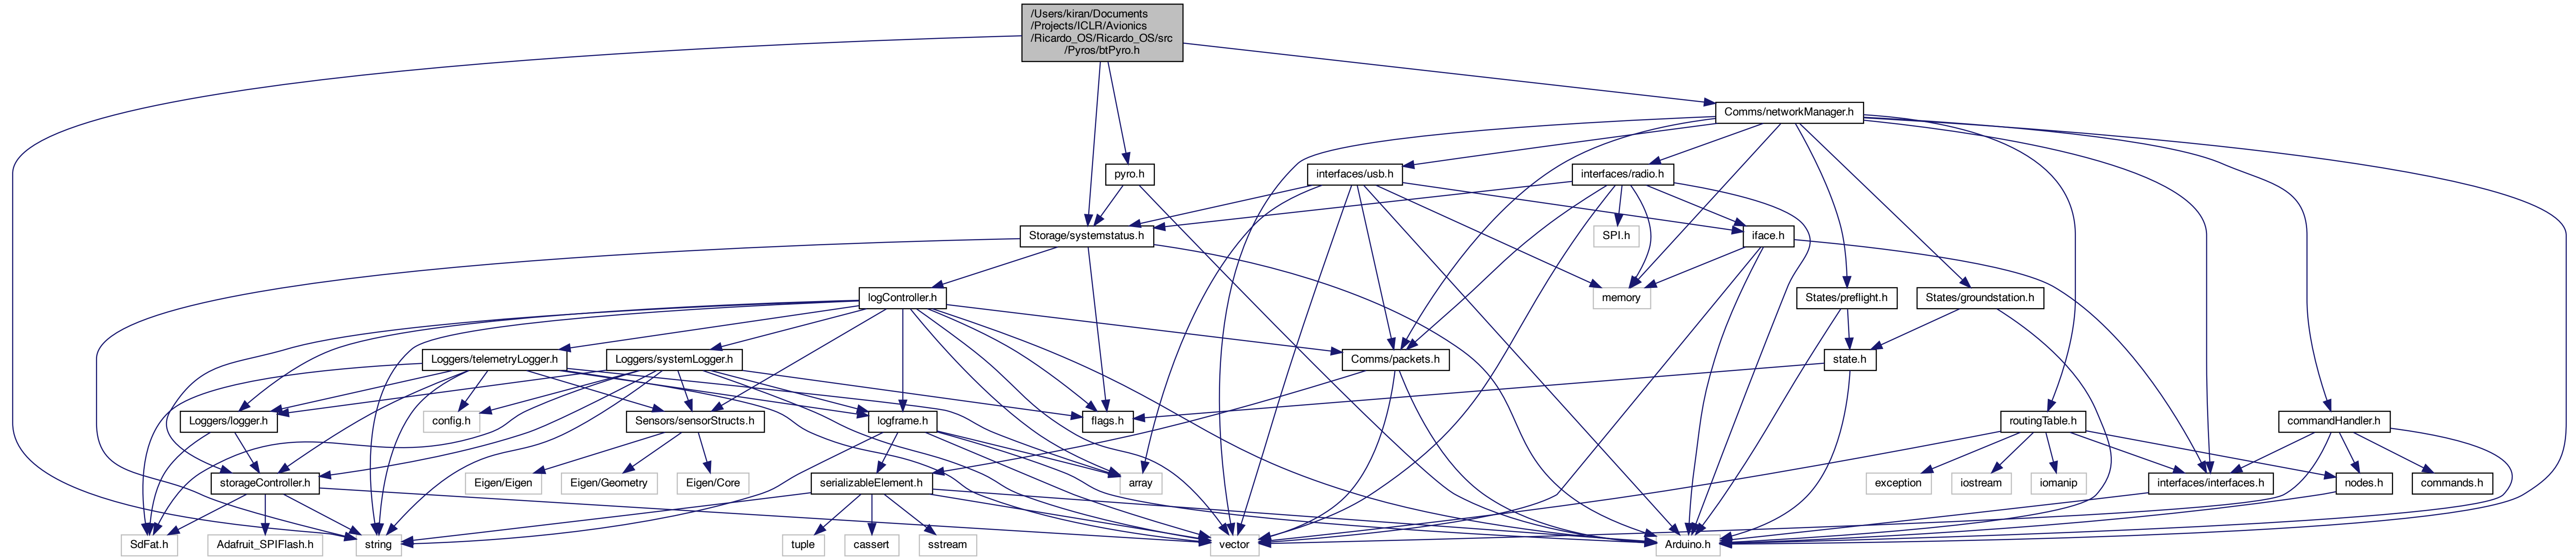 /Users/kiran/Documents
/Projects/ICLR/Avionics
/Ricardo_OS/Ricardo_OS/src
/Pyros/btPyro.h
Comms/networkManager.h
pyro.h
interfaces/usb.h
interfaces/radio.h
Storage/systemstatus.h
SPI.h
iface.h
logController.h
memory
States/preflight.h
States/groundstation.h
Loggers/telemetryLogger.h
Loggers/systemLogger.h
Comms/packets.h
state.h
Loggers/logger.h
config.h
Sensors/sensorStructs.h
logframe.h
flags.h
routingTable.h
commandHandler.h
storageController.h
Eigen/Eigen
Eigen/Geometry
Eigen/Core
serializableElement.h
array
exception
iostream
iomanip
interfaces/interfaces.h
nodes.h
commands.h
SdFat.h
Adafruit_SPIFlash.h
string
tuple
cassert
sstream
vector
Arduino.h